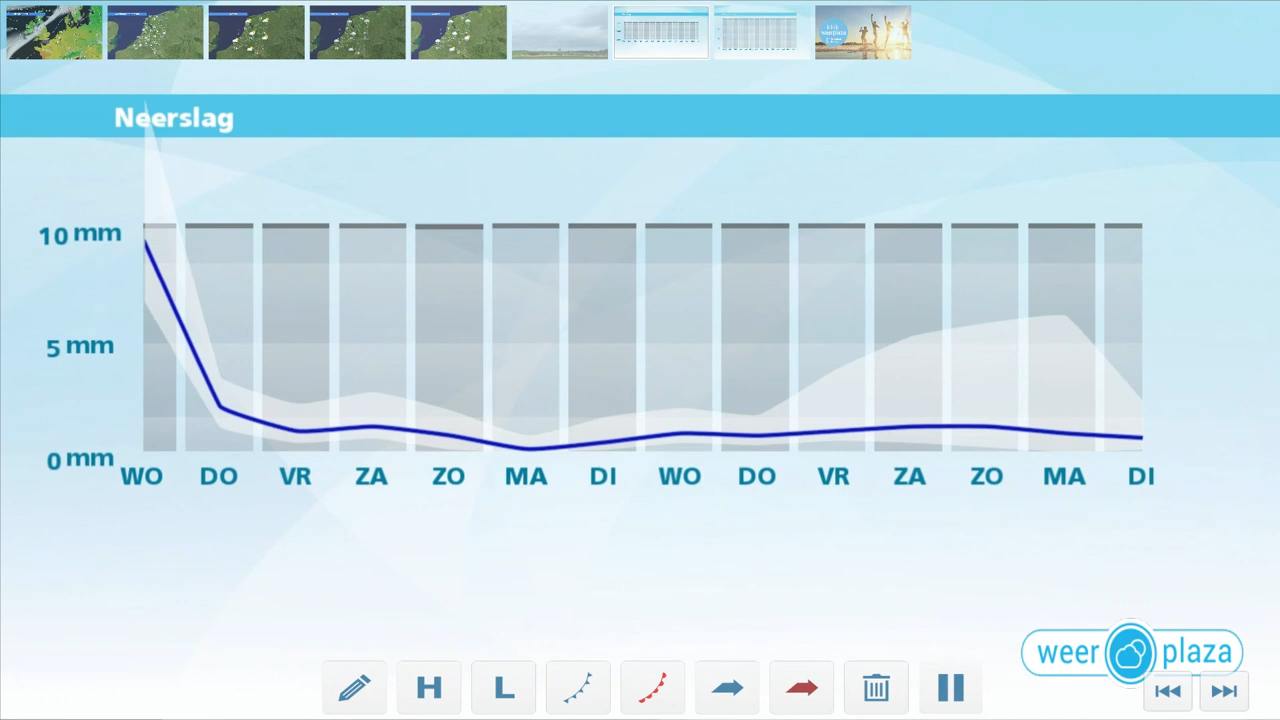 Neerslag
10 mm
5 mm
0 mm
WO DO VR ZA ZO MA DI WO DO VR ZA ZO MA DI
weer plaza
H L